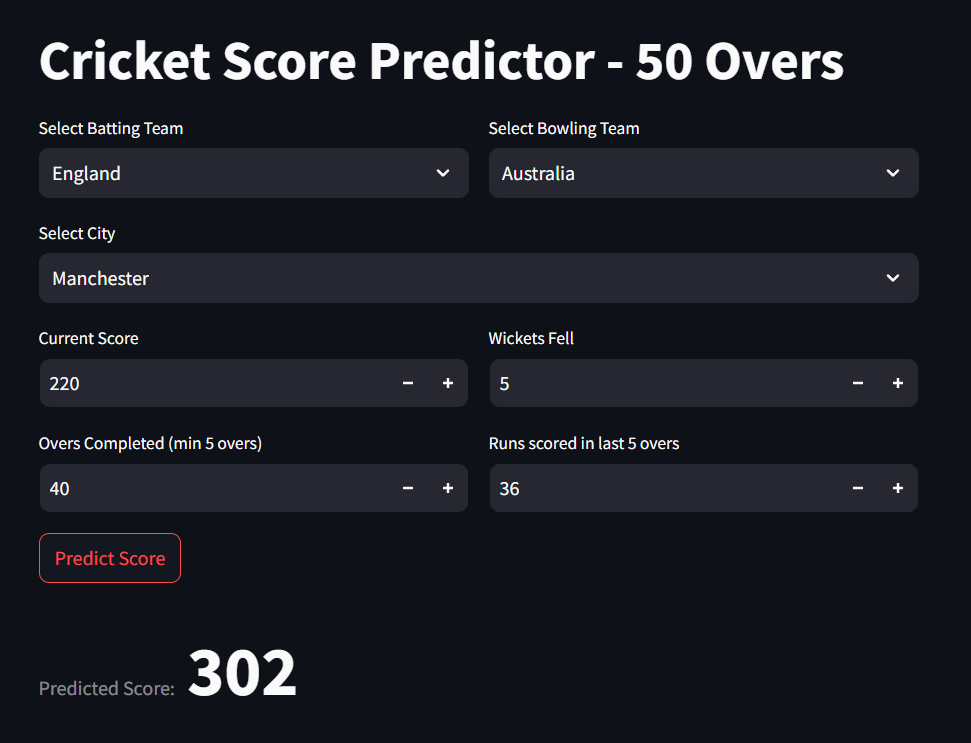 Cricket Score Predictor - 50 Overs
Select Batting Team
Select Bowling Team
England
Australia
Select City
Manchester
Current Score
Wickets Fell
220
5
Overs Completed (min 5 overs)
Runs scored in last 5 overs
40
36
Predict Score
Predicted Score: 302